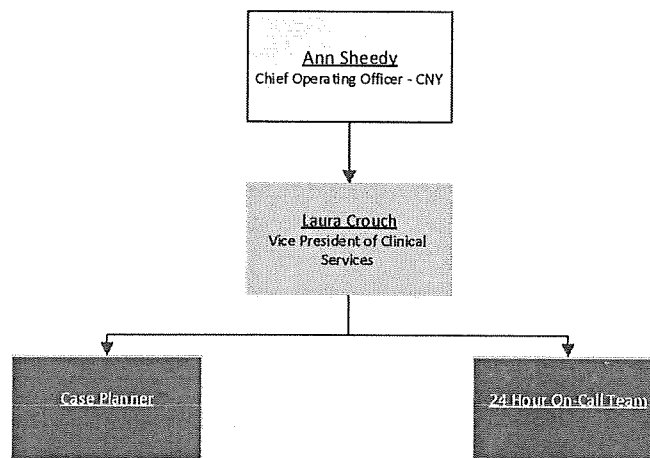 Ann Sheedy
Chief Operating Officer - CNY
Laura Crouch
Vice President of Clinical
Services
Case Planner
24 Hour On-Call Team